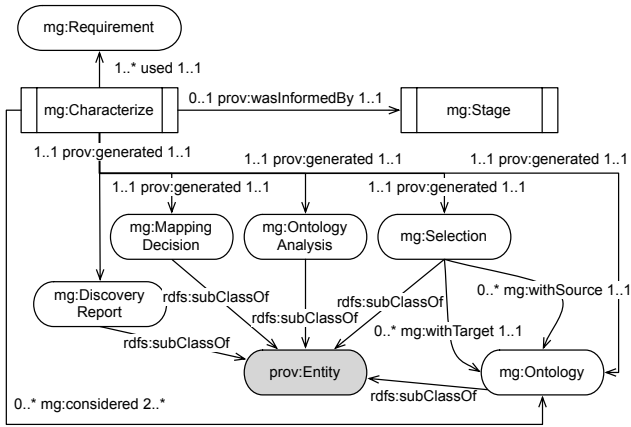 mg:Requirement
1..* used 1..1
mg:Characterize
0..1 prov:wasInformedBy 1..1
mg:Stage
1..1 prov:generated 1..1
1..1 prov:generated 1..1
1..1 prov:generated 1..1
1..1 prov:generated 1..1
1..1 prov:generated 1..1
mg:Mapping
Decision
mg:Ontology
Analysis
mg:Selection
mg:Discovery
Report
rdfs:subClassOf
rdfs:subClassOf
rdfs:subClassOf
0..* mg:withSource 1..1
0..* mg:withTarget 1..1
rdfs:subClassOf
prov:Entity
mg:Ontology
rdfs:subClassOf
0..* mg:considered 2..*